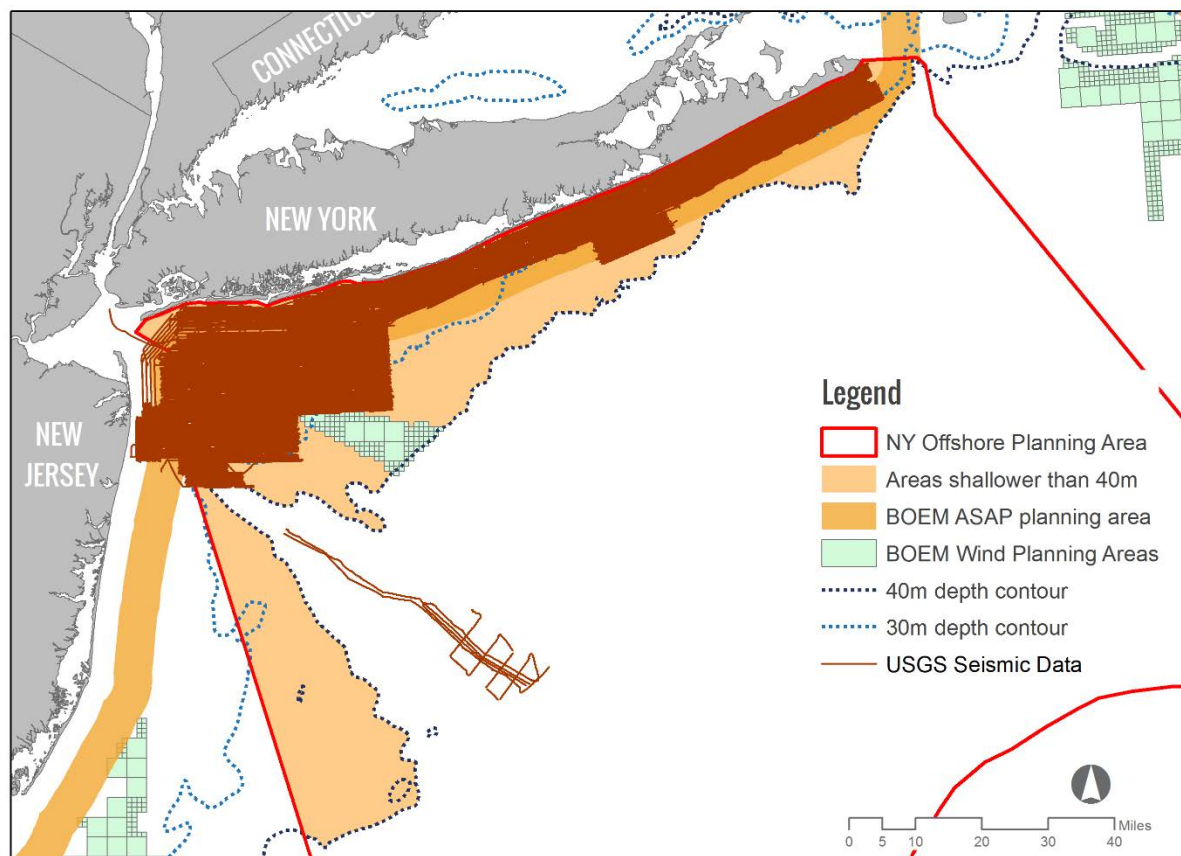 CONNECTICUT
NEW YORK
NEW
JERSEY
Legend
NY Offshore Planning Area
Areas shallower than 40m
BOEM ASAP planning area
BOEM Wind Planning Areas
40m depth contour
30m depth contour
USGS Seismic Data
Miles
0 5 10 20 30 40